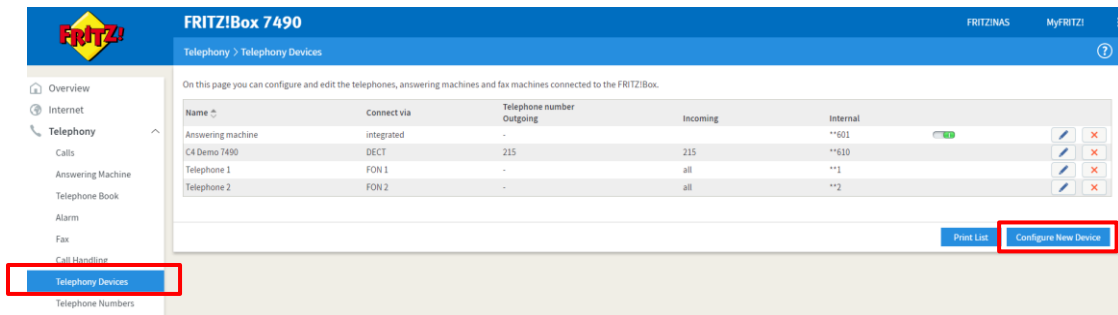 FRITZ!
FRITZ!Box 7490
FRITZ!NAS MyFRITZ!
Telephony > Telephony Devices
?
Overview
Internet
Telephony
Calls
Answering Machine
Telephone Book
Alarm
Fax
Call Handling
Telephony Devices
Telephone Numbers
On this page you can configure and edit the telephones, answering machines and fax machines connected to the FRITZ!Box.
Telephone number
Name Connect via Outgoing Incoming Internal
Answering machine integrated - **601
C4 Demo 7490 DECT 215 215 **610
Telephone 1 FON 1 - all **1
Telephone 2 FON 2 - all **2
Print List Configure New Device